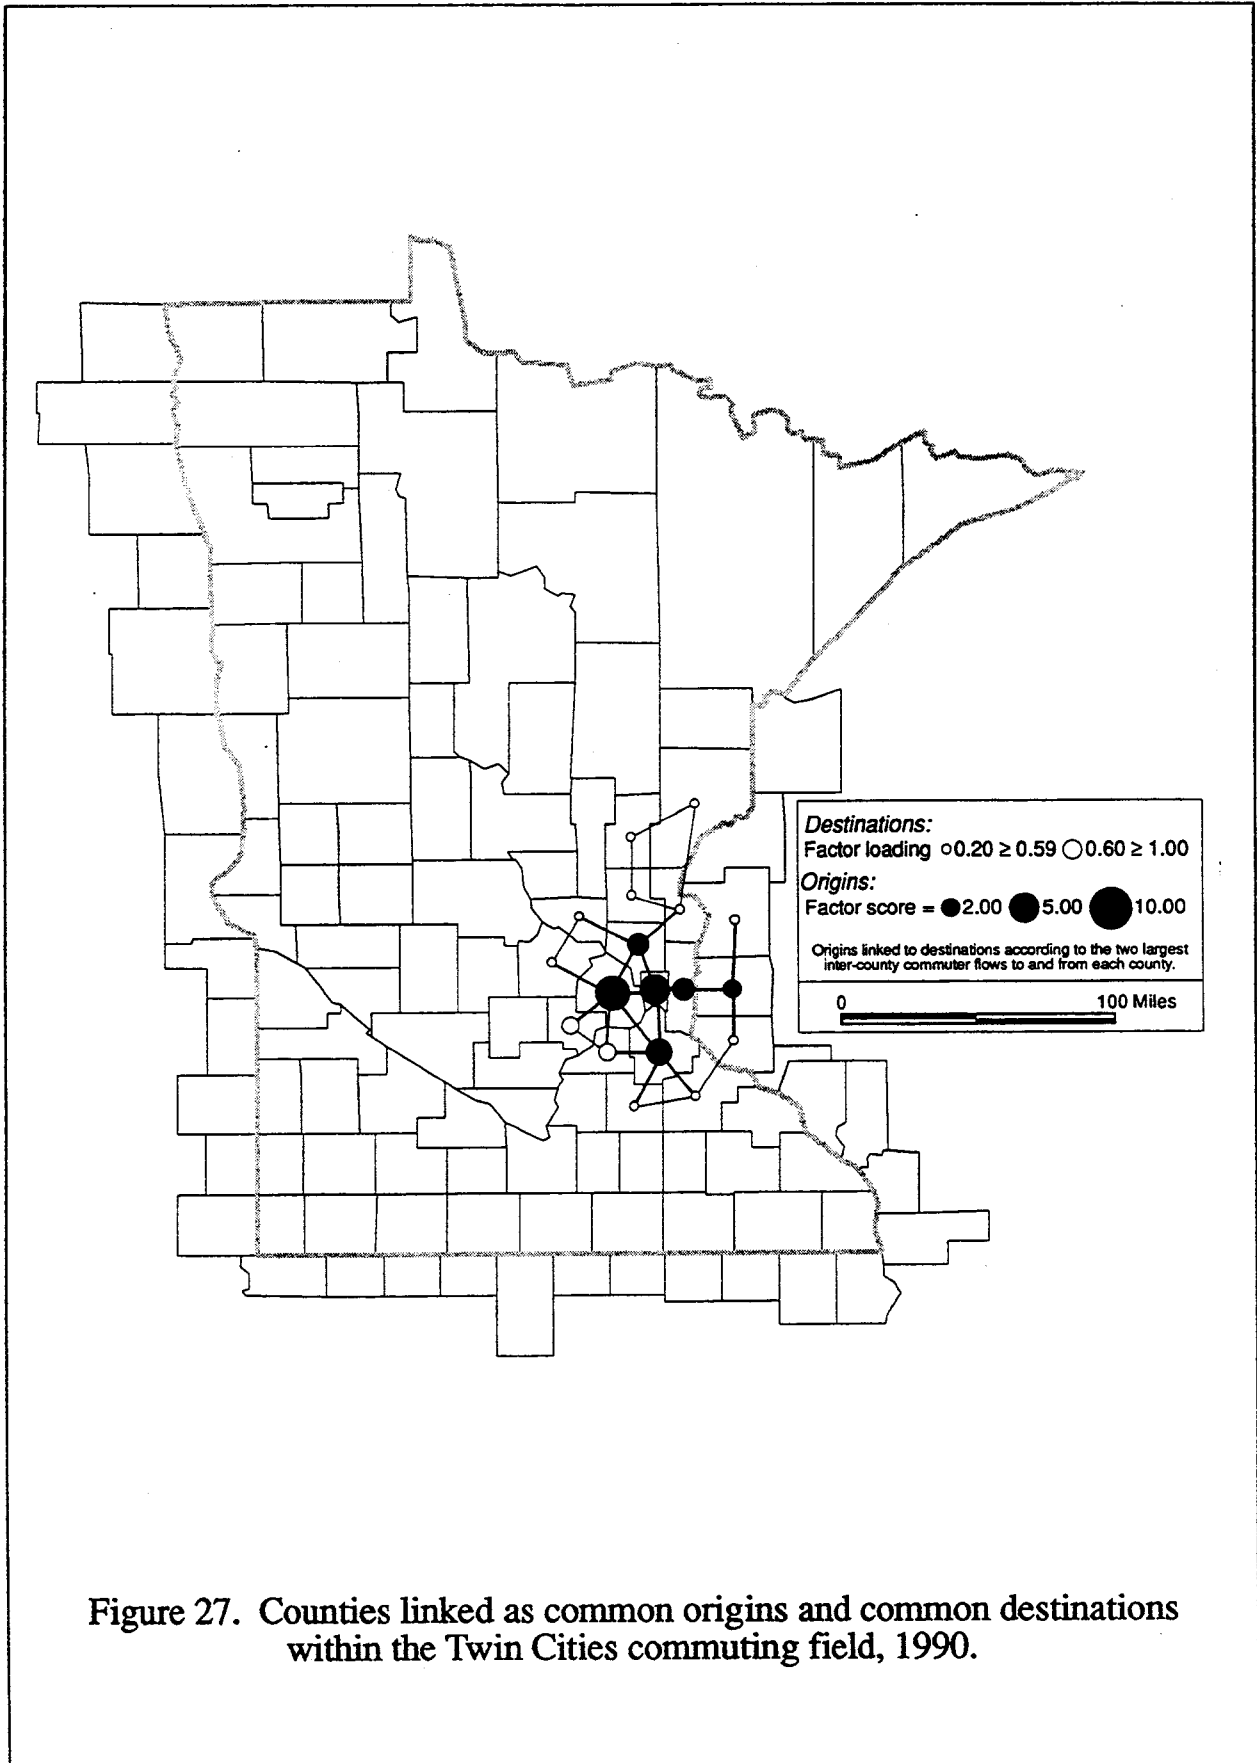 Destinations:
Factor loading 0.20 ≥ 0.59 0.60 ≥ 1.00
Origins:
Factor score = 2.00 5.00 10.00
Origins linked to destinations according to the two largest
inter-county commuter flows to and from each county.
0 100 Miles
Figure 27. Counties linked as common origins and common destinations
within the Twin Cities commuting field, 1990.